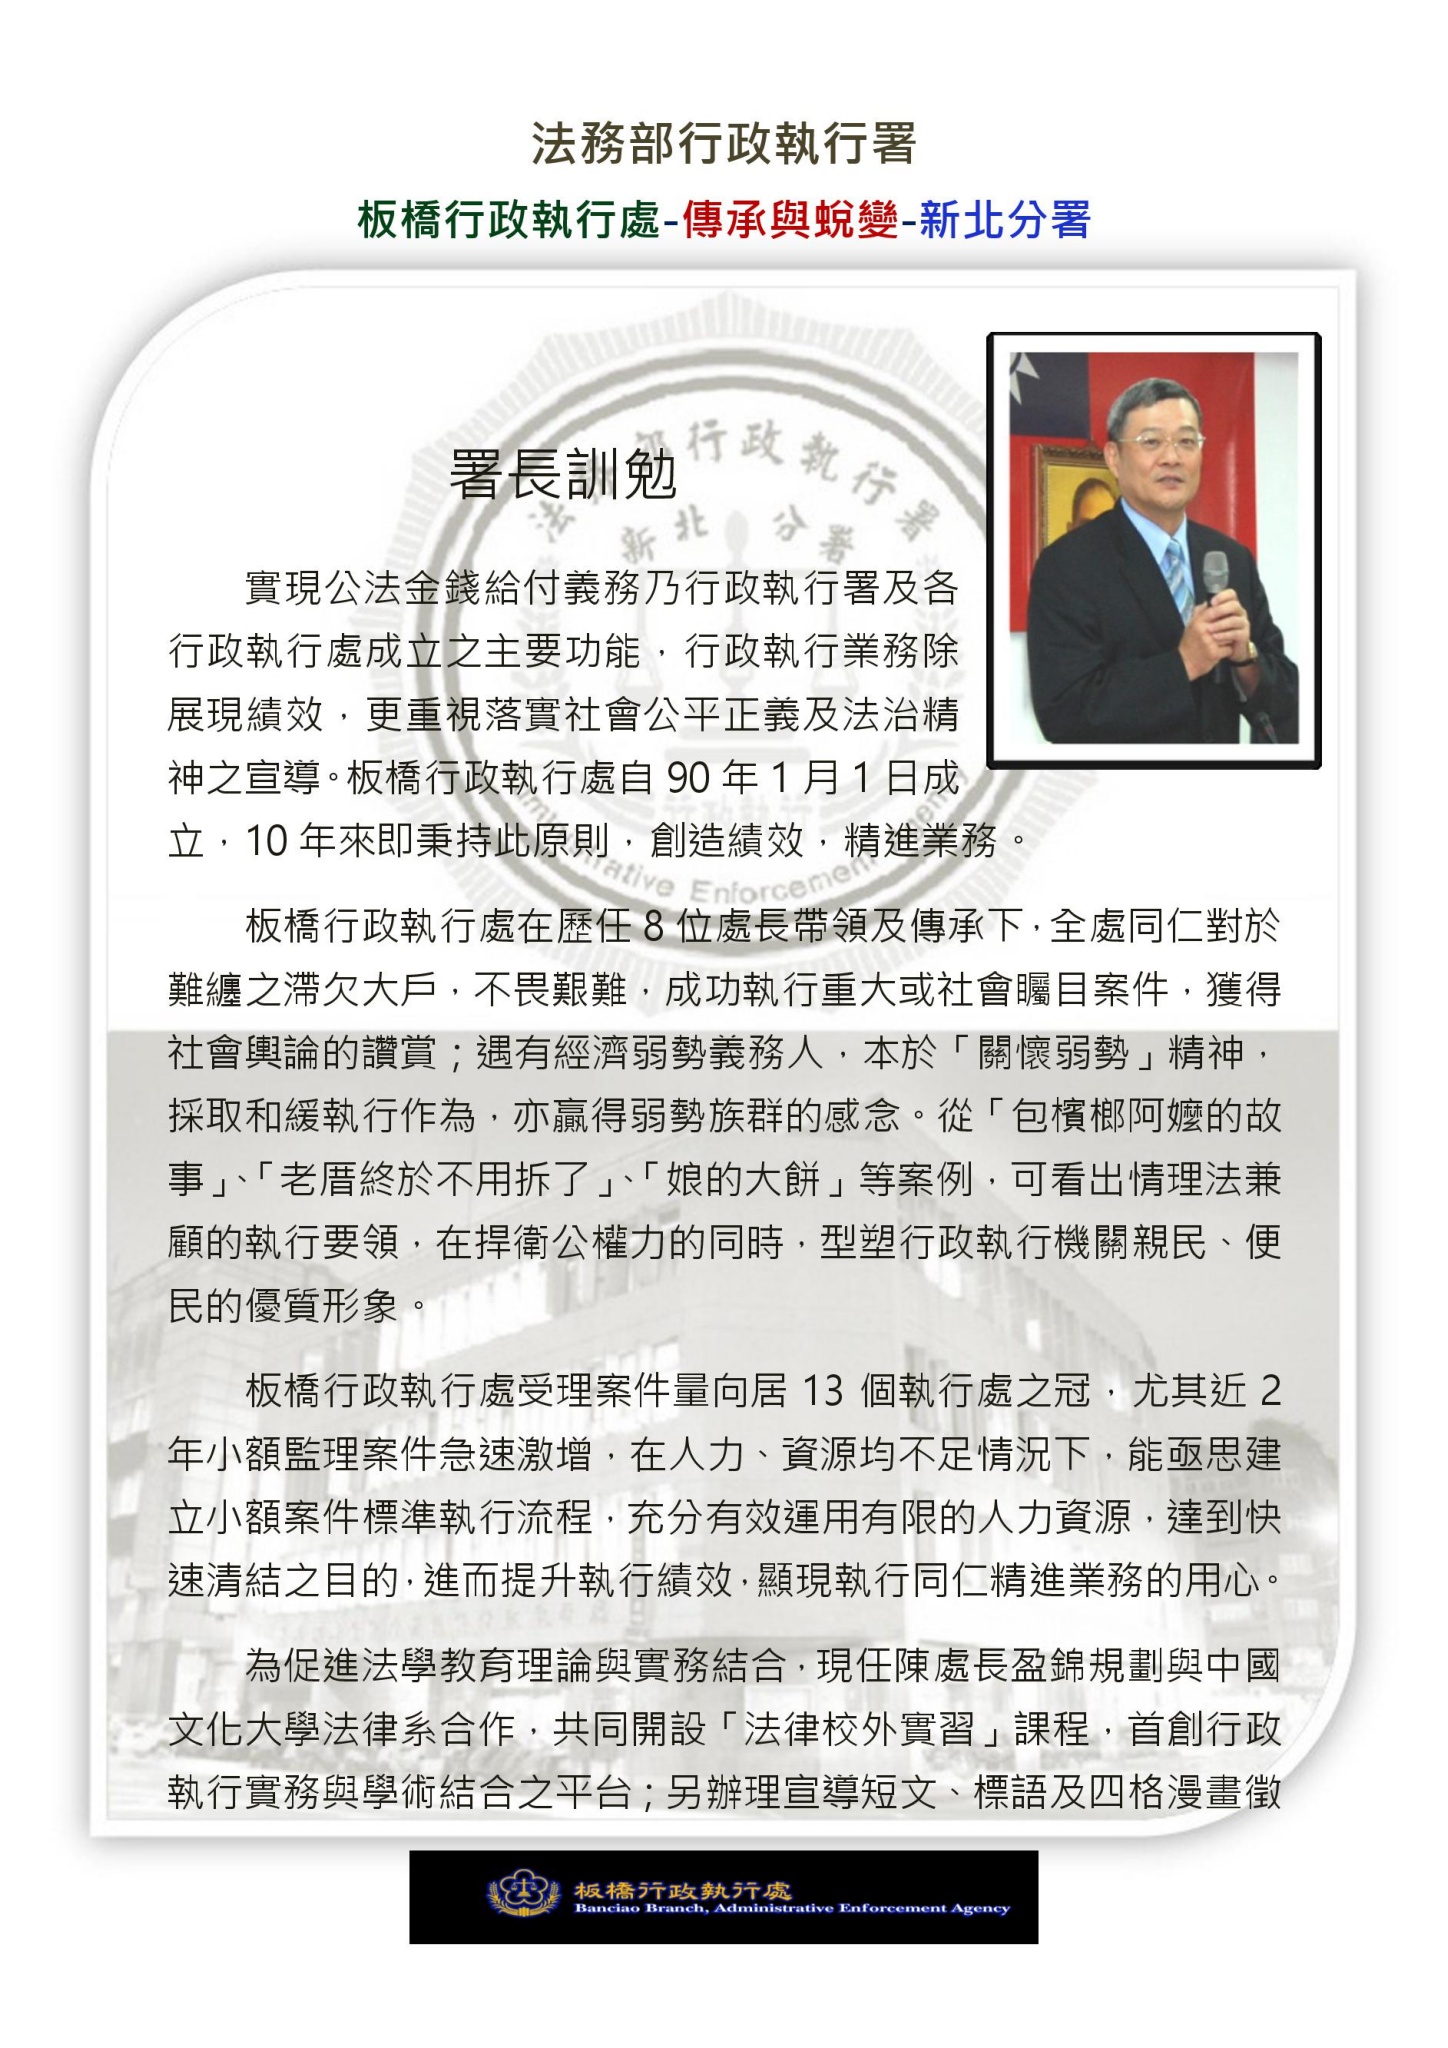 法務部行政執行署
板橋行政執行處-傳承與蛻變-新北分署
法務部行政執行署
新北分署
署長訓勉
實現公法金錢給付義務乃行政執行署及各
行政執行處成立之主要功能，行政執行業務除
展現績效，更重視落實社會公平正義及法治精
神之宣導。板橋行政執行處自 90 年 1 月 1 日成
立，10 年來即秉持此原則，創造績效，精進業務。
行政執行
Administrative Enforcement Agency
板橋行政執行處在歷任 8 位處長帶領及傳承下，全處同仁對於
難纏之滯欠大戶，不畏艱難，成功執行重大或社會矚目案件，獲得
社會輿論的讚賞；遇有經濟弱勢義務人，本於「關懷弱勢」精神，
採取和緩執行作為，亦贏得弱勢族群的感念。從「包檳榔阿嬤的故
事」、「老厝終於不用拆了」、「娘的大餅」等案例，可看出情理法兼
顧的執行要領，在捍衛公權力的同時，型塑行政執行機關親民、便
民的優質形象。
板橋行政執行處受理案件量向居 13 個執行處之冠，尤其近 2
年小額監理案件急速激增，在人力、資源均不足情況下，能亟思建
立小額案件標準執行流程，充分有效運用有限的人力資源，達到快
速清結之目的，進而提升執行績效，顯現執行同仁精進業務的用心。
為促進法學教育理論與實務結合，現任陳處長盈錦規劃與中國
文化大學法律系合作，共同開設「法律校外實習」課程，首創行政
執行實務與學術結合之平台；另辦理宣導短文、標語及四格漫畫徵
板橋行政執行處
Banciao Branch, Administrative Enforcement Agency